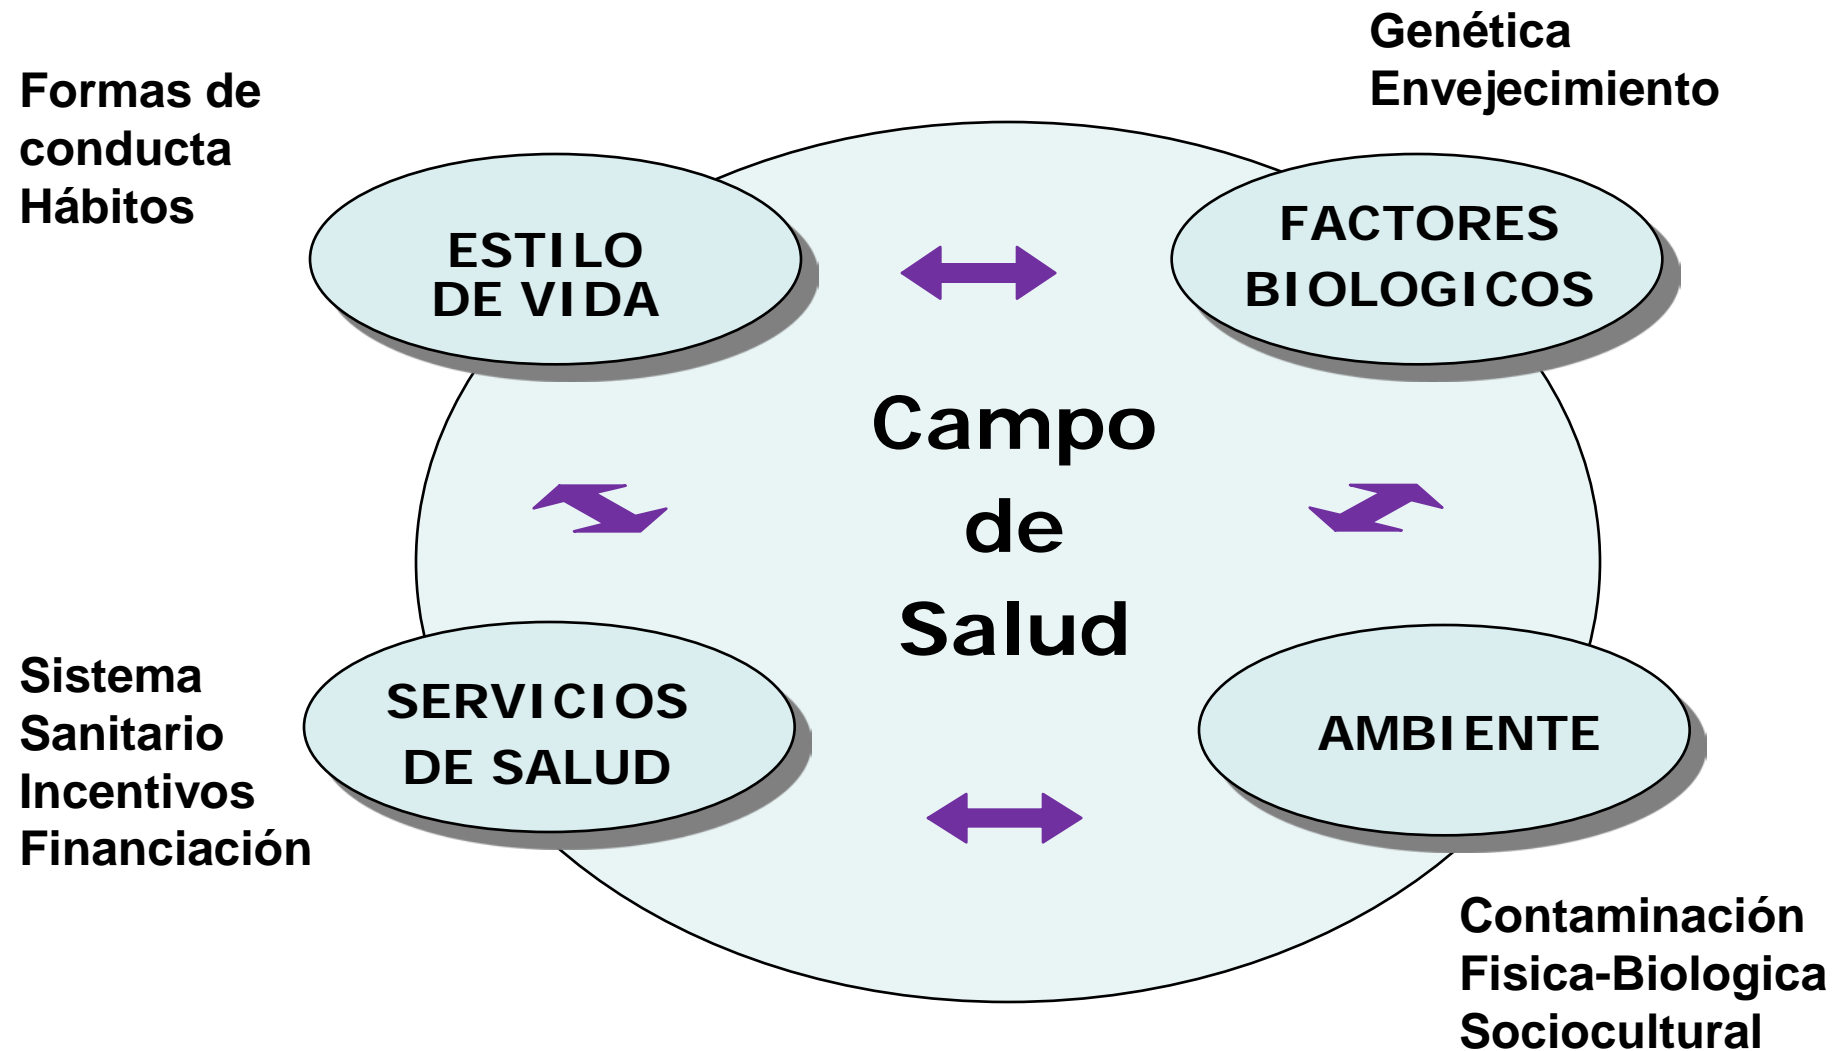 Genética
Envejecimiento
Formas de
conducta
Hábitos
ESTILO
DE VIDA
FACTORES
BIOLOGICOS
Campo
de
Salud
Sistema
Sanitario
Incentivos
Financiación
SERVICIOS
DE SALUD
AMBIENTE
Contaminación
Fisica-Biologica
Sociocultural